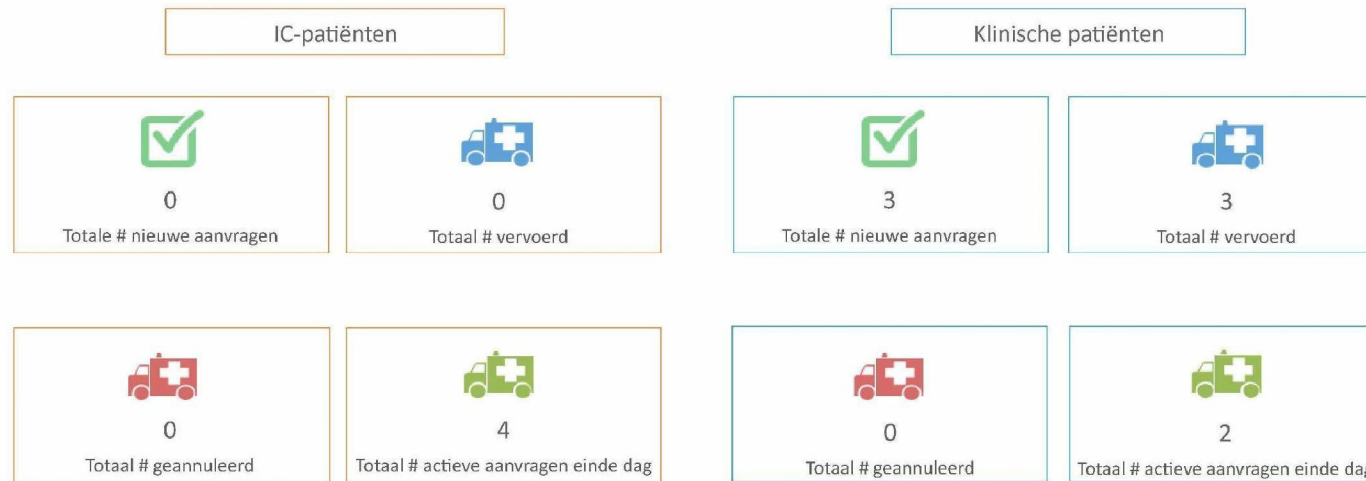 IC-patiënten
0
Totale # nieuwe aanvragen
0
Totaal # vervoerd
0
Totaal # geannuleerd
4
Totaal # actieve aanvragen einde dag
Klinische patiënten
3
Totale # nieuwe aanvragen
3
Totaal # vervoerd
0
Totaal # geannuleerd
2
Totaal # actieve aanvragen einde dag